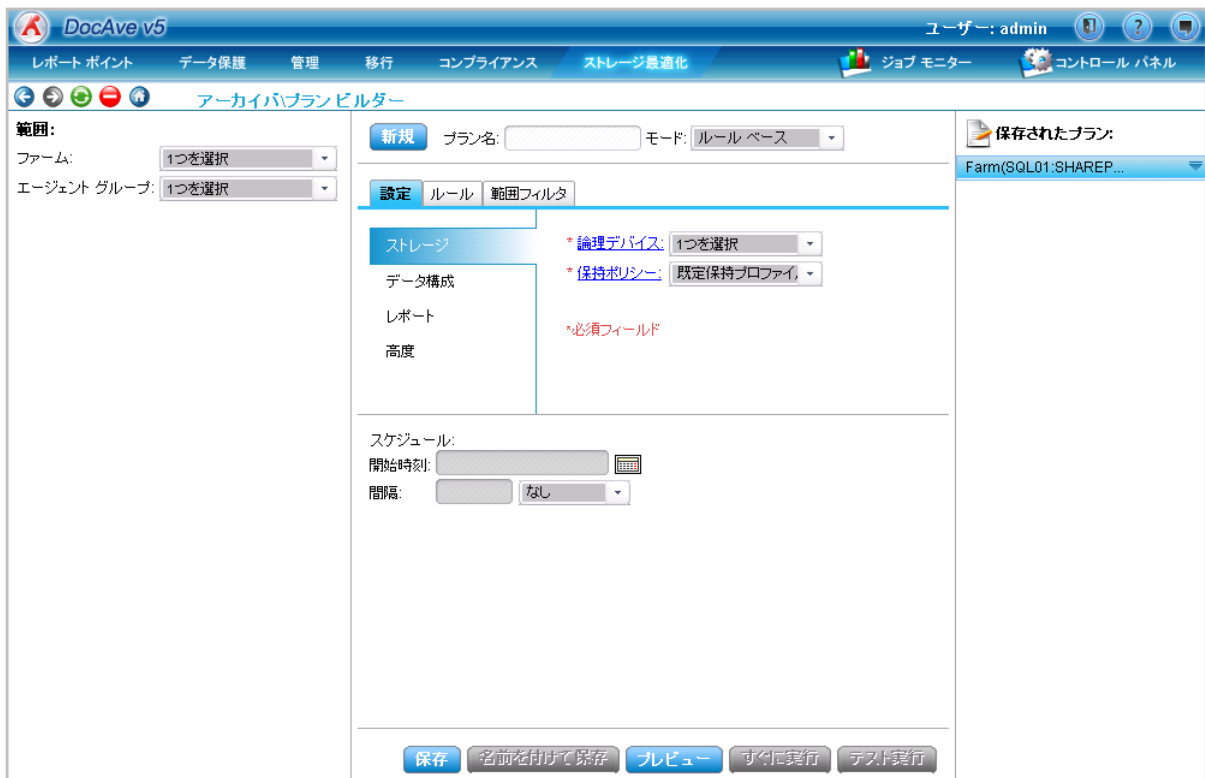 DocAve v5
ユーザー: admin
レポート ポイント データ保護 管理 移行 コンプライアンス ストレージ最適化 ジョブ モニター コントロール パネル
アーカイバ\プラン ビルダー
範囲:
ファーム: 1つを選択
エージェント グループ: 1つを選択
新規 プラン名: モード: ルール ベース
設定 ルール 範囲フィルタ
ストレージ
データ構成
レポート
高度
* 論理デバイス: 1つを選択
* 保持ポリシー: 既定保持プロファイ
*必須フィールド
スケジュール:
開始時刻:
間隔: なし
保存 名前を付けて保存 プレビュー すぐに実行 テスト実行
保存されたプラン:
Farm(SQL01:SHAREP...